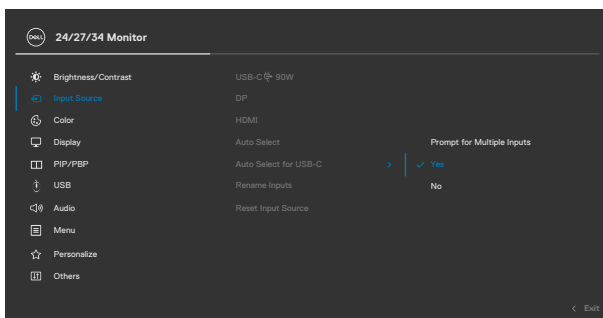 DELL
24/27/34 Monitor
Brightness/Contrast
USB-C 90W
Input Source
DP
Color
HDMI
Display
Auto Select
Prompt for Multiple Inputs
PIP/PBP
Auto Select for USB-C
Yes
USB
Rename Inputs
No
Audio
Reset Input Source
Menu
Personalize
Others
Exit